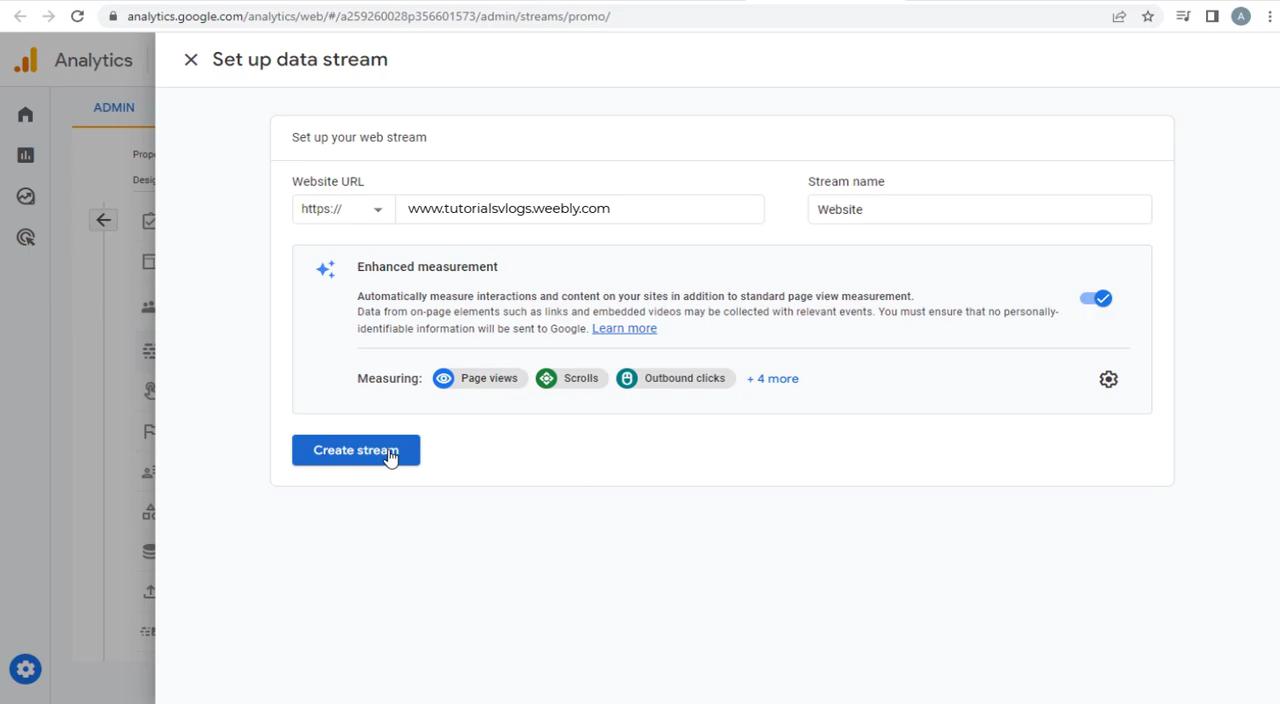 analytics.google.com/analytics/web/#/a259260028p356601573/admin/streams/promo/
A
Analytics
Set up data stream
ADMIN
Set up your web stream
Website URL
Stream name
https://
www.tutorialsvlogs.weebly.com
Website
Enhanced measurement
Automatically measure interactions and content on your sites in addition to standard page view measurement.
Data from on-page elements such as links and embedded videos may be collected with relevant events. You must ensure that no personally-
identifiable information will be sent to Google. Learn more
Measuring: Page views Scrolls Outbound clicks + 4 more
Create stream